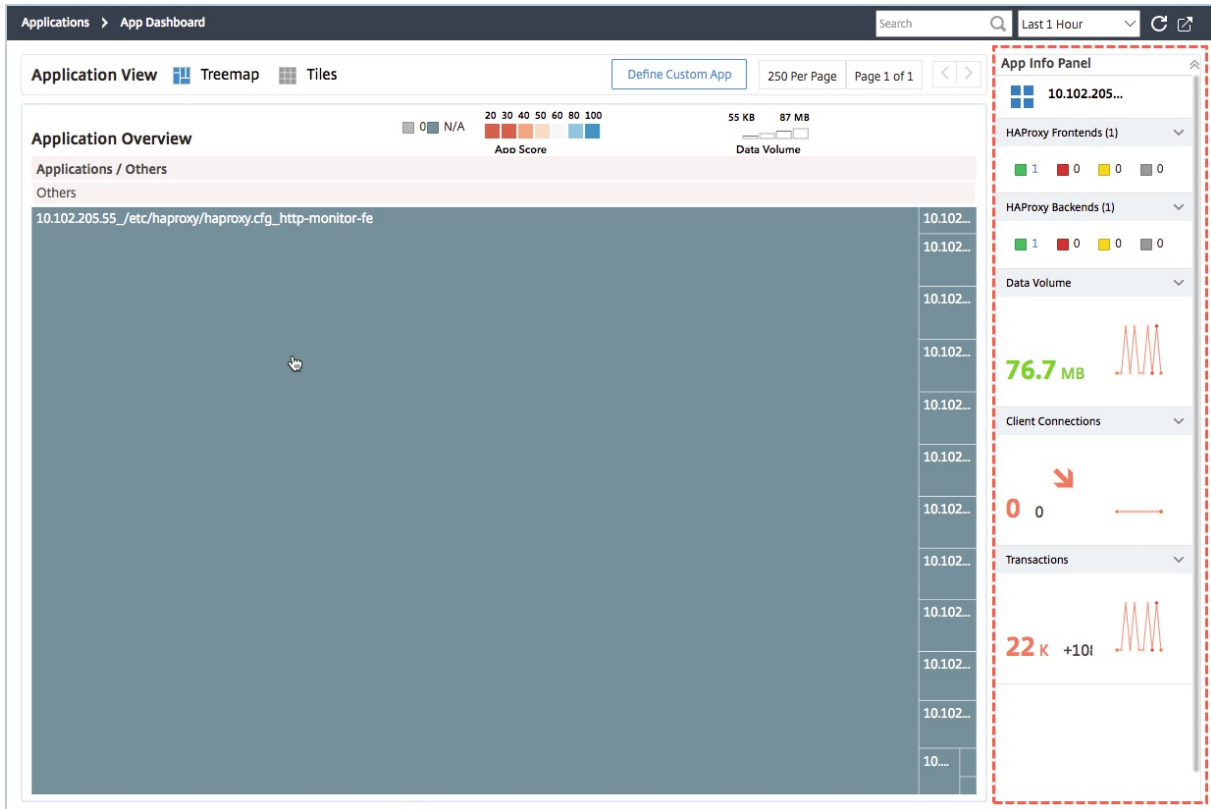 Applications > App Dashboard
Search
Last 1 Hour
Application View Treemap Tiles
Define Custom App
250 Per Page
Page 1 of 1
Application Overview
0 N/A
20 30 40 50 60 80 100
App Score
55 KB 87 MB
Data Volume
Applications / Others
Others
10.102.205.55_/etc/haproxy/haproxy.cfg_http-monitor-fe
10.102...
10.102...
10.102...
10.102...
10.102...
10.102...
10.102...
10.102...
10.102...
10.102...
10.102...
10....
App Info Panel
10.102.205...
HAProxy Frontends (1)
1 0 0 0
HAProxy Backends (1)
1 0 0 0
Data Volume
76.7 MB
Client Connections
0 0
Transactions
22 K